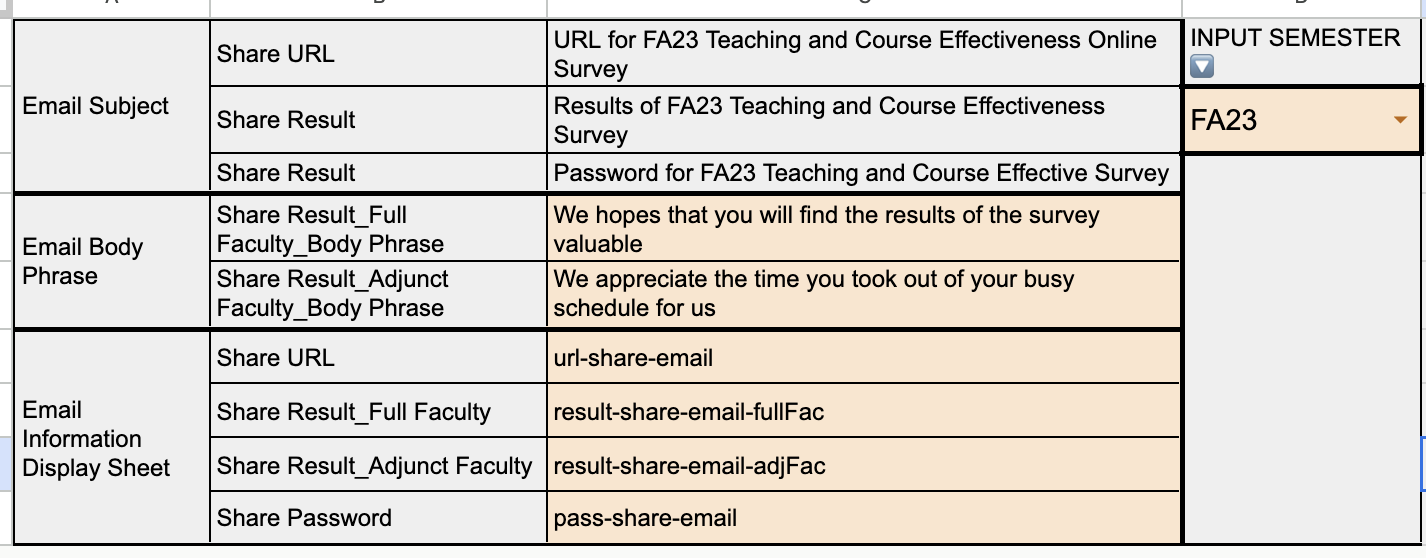 Email Subject
Share URL
URL for FA23 Teaching and Course Effectiveness Online
Survey
INPUT SEMESTER
Share Result
Results of FA23 Teaching and Course Effectiveness
Survey
FA23
Share Result
Password for FA23 Teaching and Course Effective Survey
Email Body
Phrase
Share Result_Full
Faculty_Body Phrase
We hopes that you will find the results of the survey
valuable
Share Result_Adjunct
Faculty_Body Phrase
We appreciate the time you took out of your busy
schedule for us
Email
Information
Display Sheet
Share URL
url-share-email
Share Result_Full Faculty
result-share-email-fullFac
Share Result_Adjunct Faculty
result-share-email-adjFac
Share Password
pass-share-email